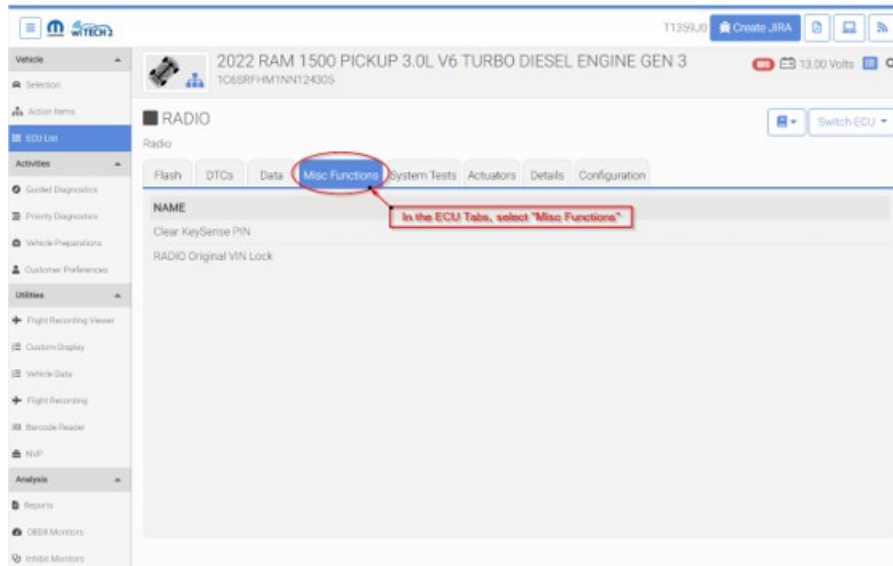 wiTECH2
T1359J0 Create JIRA
Vehicle
Selection
Action Items
ECU List
Activities
Guided Diagnostics
Priority Diagnostics
Vehicle Preparations
Customer Preferences
Utilities
Flight Recording Viewer
Custom Display
Vehicle Data
Flight Recording
Barcode Reader
NVP
Analysis
Reports
OBDII Monitors
Inhibit Monitors
2022 RAM 1500 PICKUP 3.0L V6 TURBO DIESEL ENGINE GEN 3
1C6SRFHM1NN124305
13.00 Volts
RADIO
Radio
Switch ECU
Flash DTCs Data Misc Functions System Tests Actuators Details Configuration
NAME
In the ECU Tabs, select "Misc Functions"
Clear KeySense PIN
RADIO Original VIN Lock